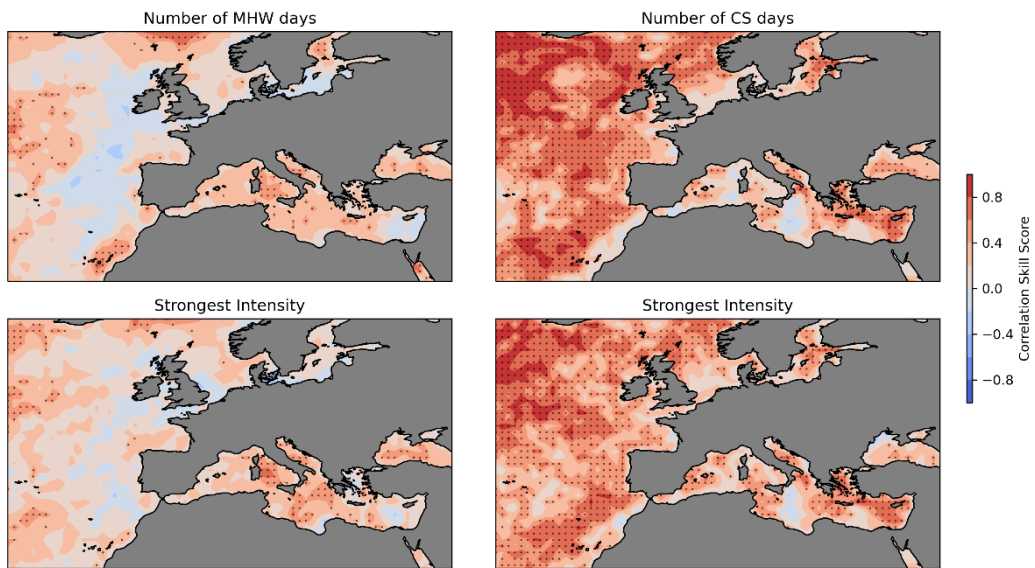 Number of MHW days
Number of CS days
Strongest Intensity
Strongest Intensity
0.8
0.4
0.0
−0.4
−0.8
Correlation Skill Score